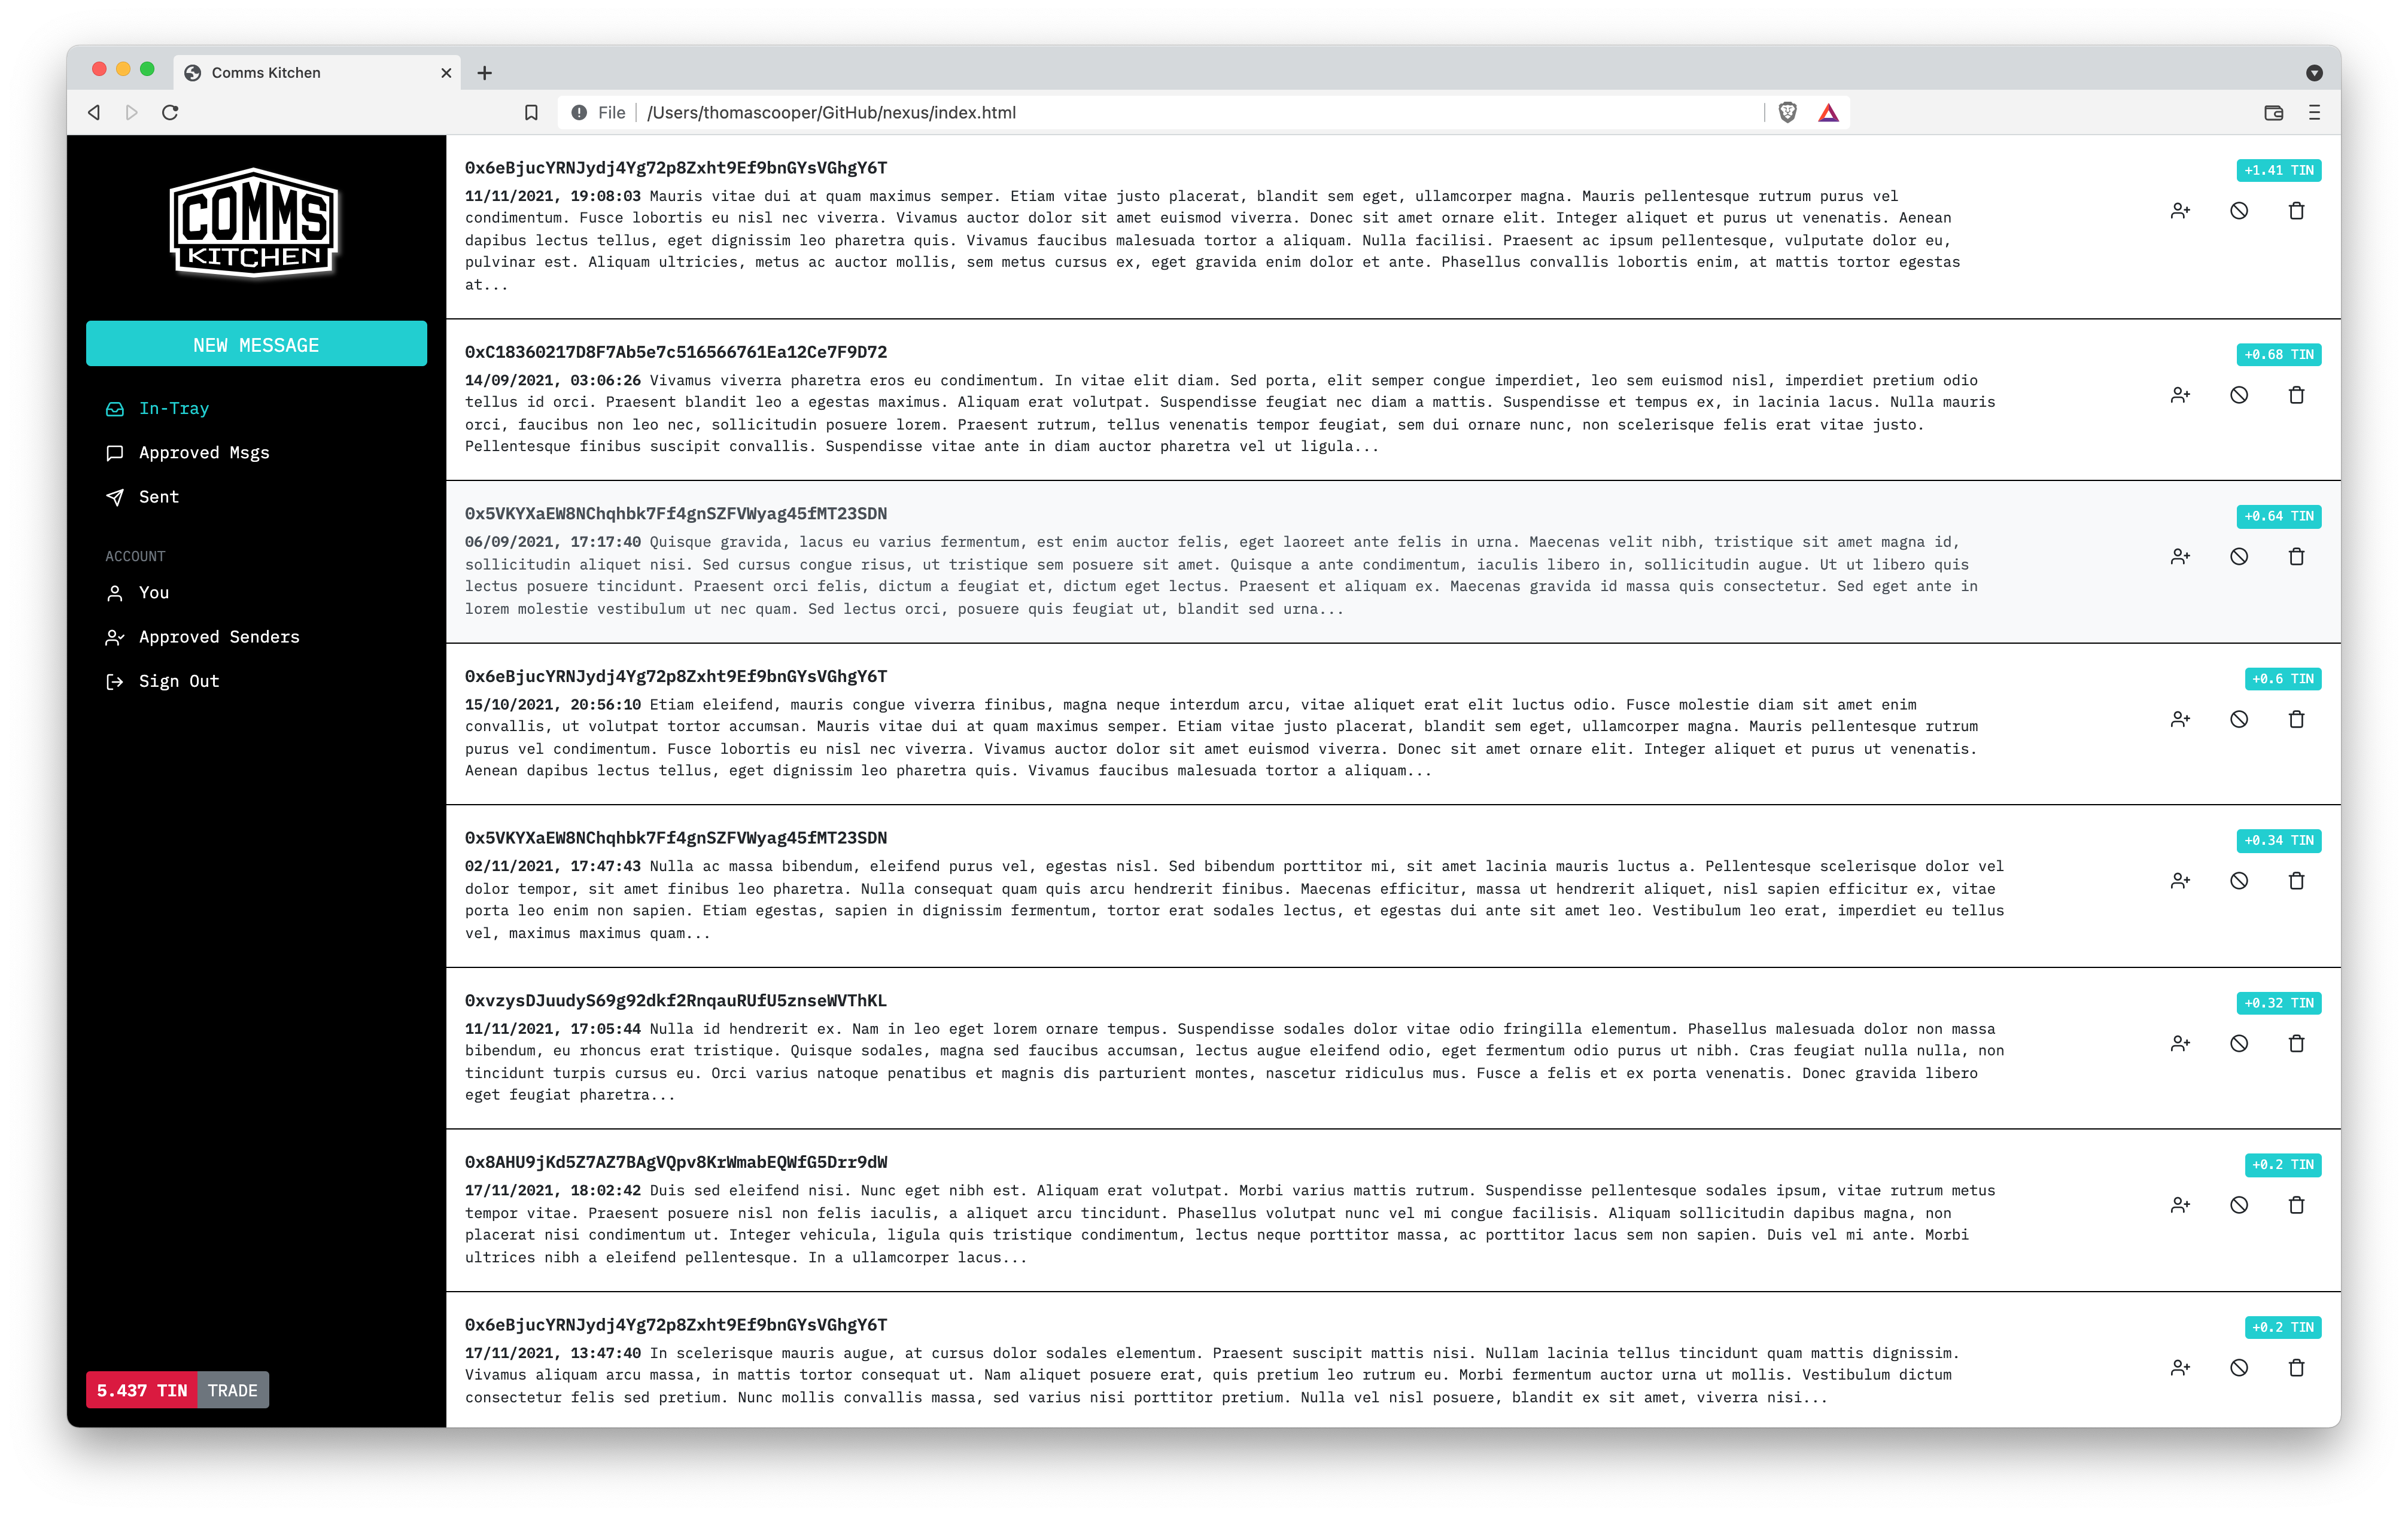 Comms Kitchen
File /Users/thomascooper/GitHub/nexus/index.html
COMMS
KITCHEN
NEW MESSAGE
In-Tray
Approved Msgs
Sent
ACCOUNT
You
Approved Senders
Sign Out
5.437 TIN TRADE
0x6eBjucYRNJydj4Yg72p8Zxht9Ef9bnGYsVGhgY6T
+1.41 TIN
11/11/2021, 19:08:03 Mauris vitae dui at quam maximus semper. Etiam vitae justo placerat, blandit sem eget, ullamcorper magna. Mauris pellentesque rutrum purus vel
condimentum. Fusce lobortis eu nisl nec viverra. Vivamus auctor dolor sit amet euismod viverra. Donec sit amet ornare elit. Integer aliquet et purus ut venenatis. Aenean
dapibus lectus tellus, eget dignissim leo pharetra quis. Vivamus faucibus malesuada tortor a aliquam. Nulla facilisi. Praesent ac ipsum pellentesque, vulputate dolor eu,
pulvinar est. Aliquam ultricies, metus ac auctor mollis, sem metus cursus ex, eget gravida enim dolor et ante. Phasellus convallis lobortis enim, at mattis tortor egestas
at...
0xC18360217D8F7Ab5e7c516566761Ea12Ce7F9D72
+0.68 TIN
14/09/2021, 03:06:26 Vivamus viverra pharetra eros eu condimentum. In vitae elit diam. Sed porta, elit semper congue imperdiet, leo sem euismod nisl, imperdiet pretium odio
tellus id orci. Praesent blandit leo a egestas maximus. Aliquam erat volutpat. Suspendisse feugiat nec diam a mattis. Suspendisse et tempus ex, in lacinia lacus. Nulla mauris
orci, faucibus non leo nec, sollicitudin posuere lorem. Praesent rutrum, tellus venenatis tempor feugiat, sem dui ornare nunc, non scelerisque felis erat vitae justo.
Pellentesque finibus suscipit convallis. Suspendisse vitae ante in diam auctor pharetra vel ut ligula...
0x5VKYXaEW8NChqhbk7Ff4gnSZFVWyag45fMT23SDN
+0.64 TIN
06/09/2021, 17:17:40 Quisque gravida, lacus eu varius fermentum, est enim auctor felis, eget laoreet ante felis in urna. Maecenas velit nibh, tristique sit amet magna id,
sollicitudin aliquet nisi. Sed cursus congue risus, ut tristique sem posuere sit amet. Quisque a ante condimentum, iaculis libero in, sollicitudin augue. Ut ut libero quis
lectus posuere tincidunt. Praesent orci felis, dictum a feugiat et, dictum eget lectus. Praesent et aliquam ex. Maecenas gravida id massa quis consectetur. Sed eget ante in
lorem molestie vestibulum ut nec quam. Sed lectus orci, posuere quis feugiat ut, blandit sed urna...
0x6eBjucYRNJydj4Yg72p8Zxht9Ef9bnGYsVGhgY6T
+0.6 TIN
15/10/2021, 20:56:10 Etiam eleifend, mauris congue viverra finibus, magna neque interdum arcu, vitae aliquet erat elit luctus odio. Fusce molestie diam sit amet enim
convallis, ut volutpat tortor accumsan. Mauris vitae dui at quam maximus semper. Etiam vitae justo placerat, blandit sem eget, ullamcorper magna. Mauris pellentesque rutrum
purus vel condimentum. Fusce lobortis eu nisl nec viverra. Vivamus auctor dolor sit amet euismod viverra. Donec sit amet ornare elit. Integer aliquet et purus ut venenatis.
Aenean dapibus lectus tellus, eget dignissim leo pharetra quis. Vivamus faucibus malesuada tortor a aliquam...
0x5VKYXaEW8NChqhbk7Ff4gnSZFVWyag45fMT23SDN
+0.34 TIN
02/11/2021, 17:47:43 Nulla ac massa bibendum, eleifend purus vel, egestas nisl. Sed bibendum porttitor mi, sit amet lacinia mauris luctus a. Pellentesque scelerisque dolor vel
dolor tempor, sit amet finibus leo pharetra. Nulla consequat quam quis arcu hendrerit finibus. Maecenas efficitur, massa ut hendrerit aliquet, nisl sapien efficitur ex, vitae
porta leo enim non sapien. Etiam egestas, sapien in dignissim fermentum, tortor erat sodales lectus, et egestas dui ante sit amet leo. Vestibulum leo erat, imperdiet eu tellus
vel, maximus maximus quam...
0xvzysDJuudyS69g92dkf2RnqauRUfU5znseWVThKL
+0.32 TIN
11/11/2021, 17:05:44 Nulla id hendrerit ex. Nam in leo eget lorem ornare tempus. Suspendisse sodales dolor vitae odio fringilla elementum. Phasellus malesuada dolor non massa
bibendum, eu rhoncus erat tristique. Quisque sodales, magna sed faucibus accumsan, lectus augue eleifend odio, eget fermentum odio purus ut nibh. Cras feugiat nulla nulla, non
tincidunt turpis cursus eu. Orci varius natoque penatibus et magnis dis parturient montes, nascetur ridiculus mus. Fusce a felis et ex porta venenatis. Donec gravida libero
eget feugiat pharetra...
0x8AHU9jKd5Z7AZ7BAgVQpv8KrWmabEQWfG5Drr9dW
+0.2 TIN
17/11/2021, 18:02:42 Duis sed eleifend nisi. Nunc eget nibh est. Aliquam erat volutpat. Morbi varius mattis rutrum. Suspendisse pellentesque sodales ipsum, vitae rutrum metus
tempor vitae. Praesent posuere nisl non felis iaculis, a aliquet arcu tincidunt. Phasellus volutpat nunc vel mi congue facilisis. Aliquam sollicitudin dapibus magna, non
placerat nisi condimentum ut. Integer vehicula, ligula quis tristique condimentum, lectus neque porttitor massa, ac porttitor lacus sem non sapien. Duis vel mi ante. Morbi
ultrices nibh a eleifend pellentesque. In a ullamcorper lacus...
0x6eBjucYRNJydj4Yg72p8Zxht9Ef9bnGYsVGhgY6T
+0.2 TIN
17/11/2021, 13:47:40 In scelerisque mauris augue, at cursus dolor sodales elementum. Praesent suscipit mattis nisi. Nullam lacinia tellus tincidunt quam mattis dignissim.
Vivamus aliquam arcu massa, in mattis tortor consequat ut. Nam aliquet posuere erat, quis pretium leo rutrum eu. Morbi fermentum auctor urna ut mollis. Vestibulum dictum
consectetur felis sed pretium. Nunc mollis convallis massa, sed varius nisi porttitor pretium. Nulla vel nisl posuere, blandit ex sit amet, viverra nisi...